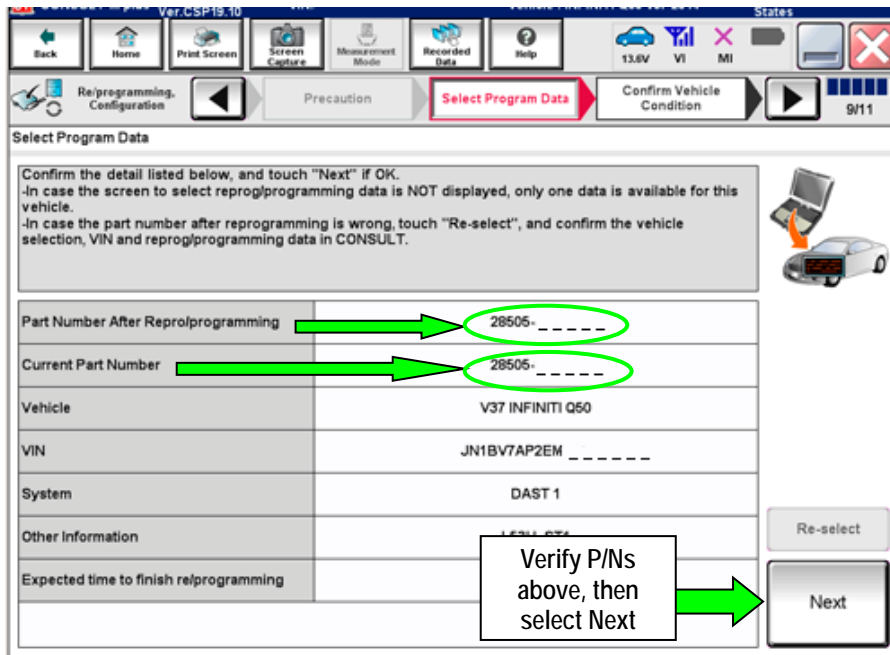 Ver.CSP19.10
States
Back
Home
Print Screen
Screen Capture
Measurement Mode
Recorded Data
Help
13.6V
VI
MI
Re/programming, Configuration
Precaution
Select Program Data
Confirm Vehicle Condition
9/11
Select Program Data
Confirm the detail listed below, and touch "Next" if OK.
-In case the screen to select reprog/programming data is NOT displayed, only one data is available for this
vehicle.
-In case the part number after reprogramming is wrong, touch "Re-select", and confirm the vehicle
selection, VIN and reprog/programming data in CONSULT.
Part Number After Repro/programming
28505- _ _ _ _ _
Current Part Number
28505- _ _ _ _ _
Vehicle
V37 INFINITI Q50
VIN
JN1BV7AP2EM _ _ _ _ _ _
System
DAST 1
Other Information
Expected time to finish re/programming
Verify P/Ns
above, then
select Next
Re-select
Next